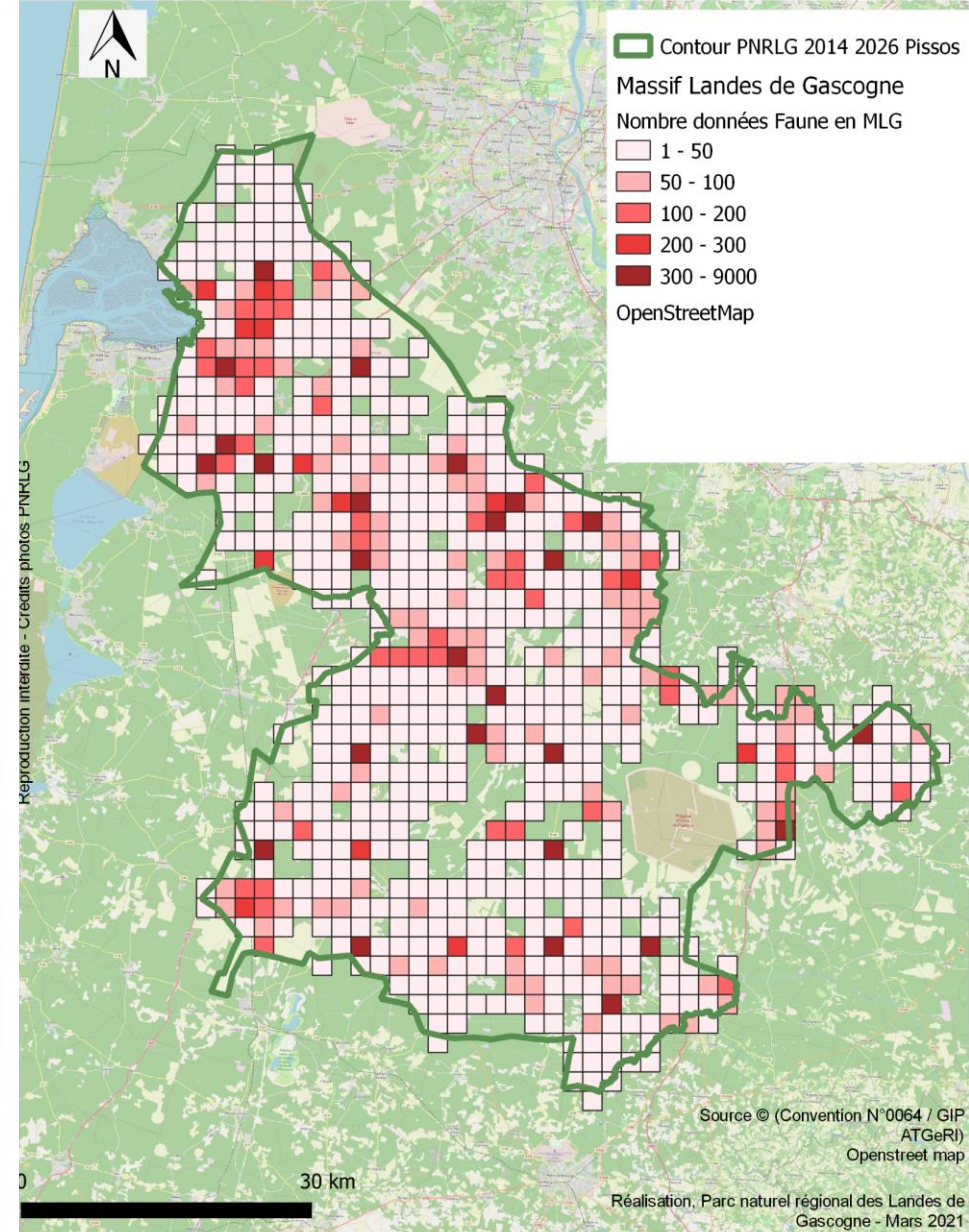 N
Contour PNRLG 2014 2026 Pissos
Massif Landes de Gascogne
Nombre données Faune en MLG
1 - 50
50 - 100
100 - 200
200 - 300
300 - 9000
OpenStreetMap
Reproduction interdite - Crédits photos PNRLG
Source © (Convention N°0064 / GIP
ATGeRI)
Openstreet map
0
30 km
Réalisation, Parc naturel régional des Landes de
Gascogne - Mars 2021